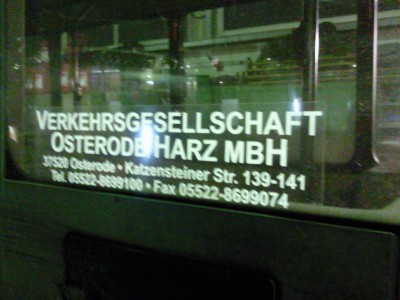 VERKEHRSGESELLSCHAFT
OSTERODE/HARZ MBH
37520 Osterode • Katzensteiner Str. 139-141
Tel. 05522-8699100 • Fax 05522-8699074